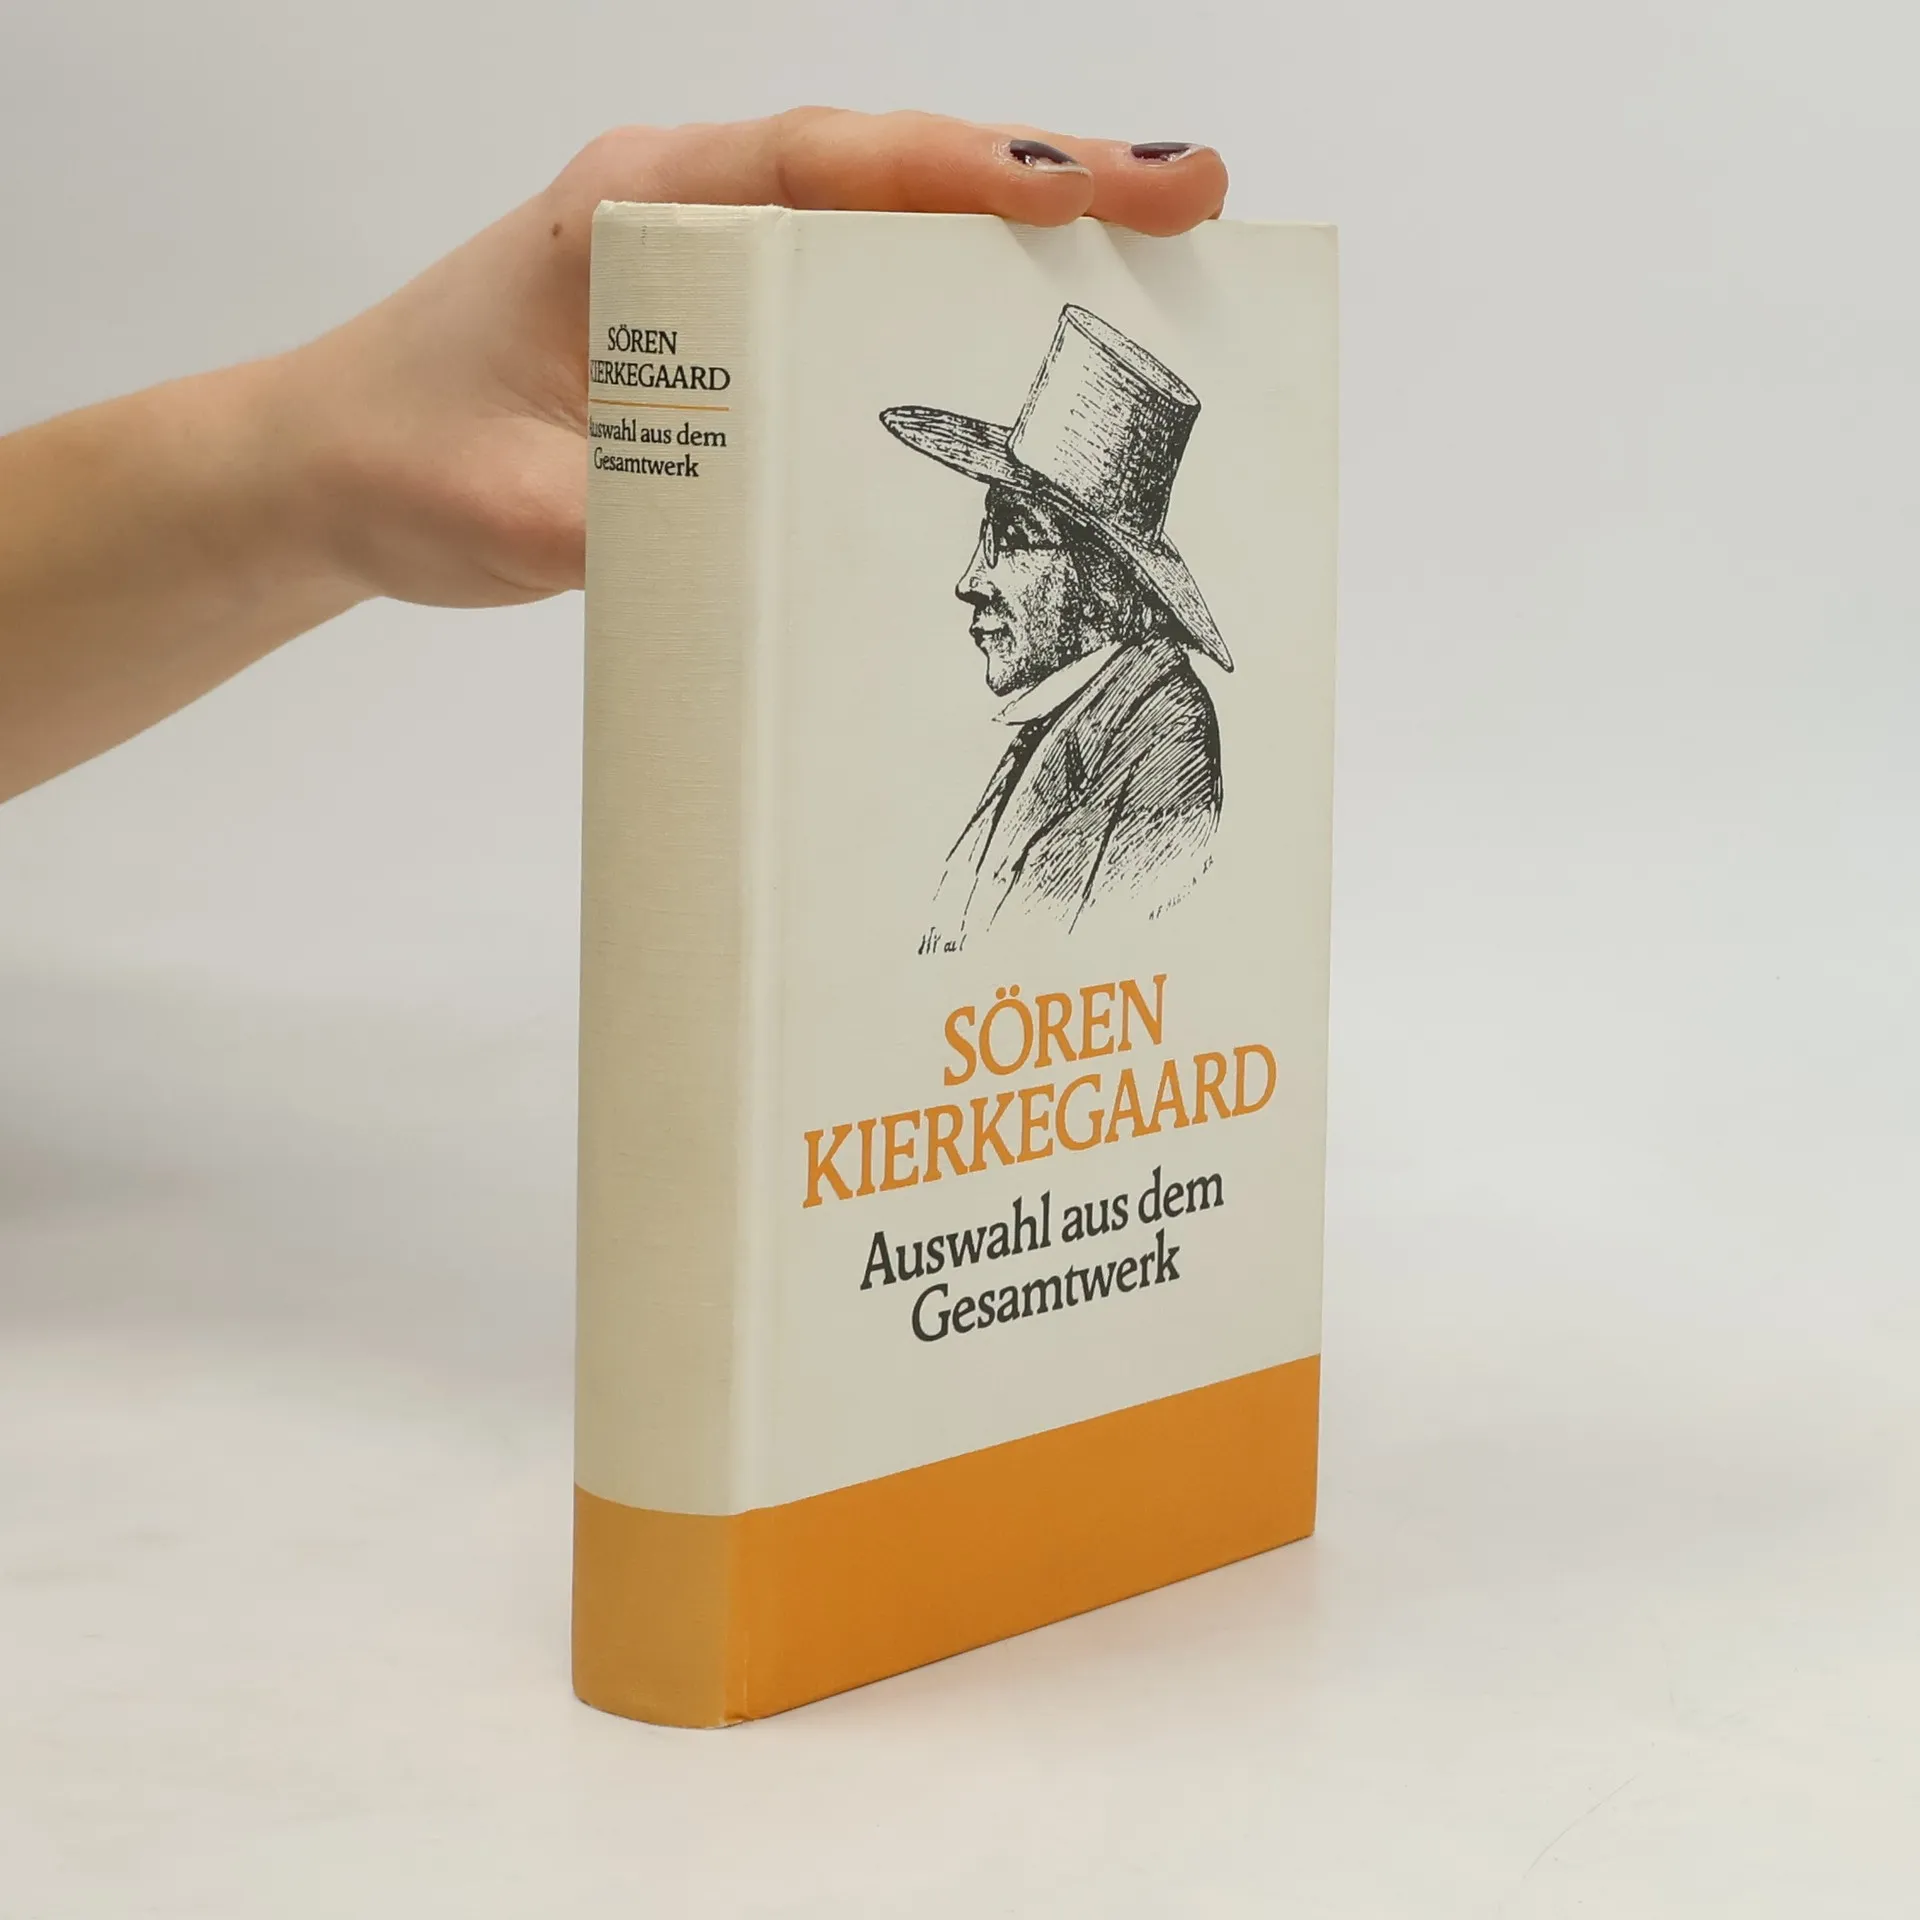 SÖREN
KIERKEGAARD
Auswahl aus dem
Gesamtwerk
SÖREN
KIERKEGAARD
Auswahl aus dem
Gesamtwerk